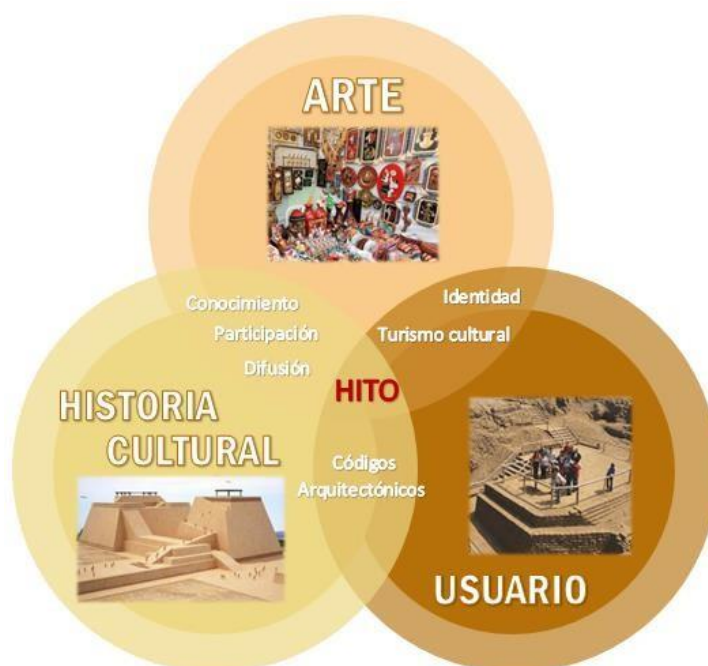 ARTE
Conocimiento
Participación
Difusión
Identidad
Turismo cultural
HITO
HISTORIA
CULTURAL
Códigos
Arquitectónicos
USUARIO